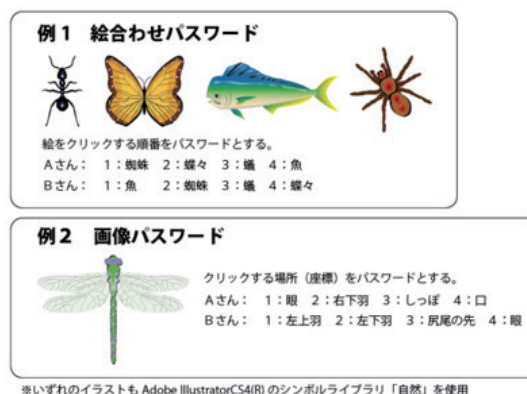 例1 絵合わせパスワード
絵をクリックする順番をパスワードとする。
Aさん： 1：蜘蛛 2：蝶々 3：蟻 4：魚
Bさん： 1：魚 2：蜘蛛 3：蟻 4：蝶々
例2 画像パスワード
クリックする場所（座標）をパスワードとする。
Aさん： 1：眼 2：右下羽 3：しっぽ 4：口
Bさん： 1：左上羽 2：左下羽 3：尻尾の先 4：眼
※いずれのイラストも Adobe IllustratorCS4(R) のシンボルライブラリ「自然」を使用